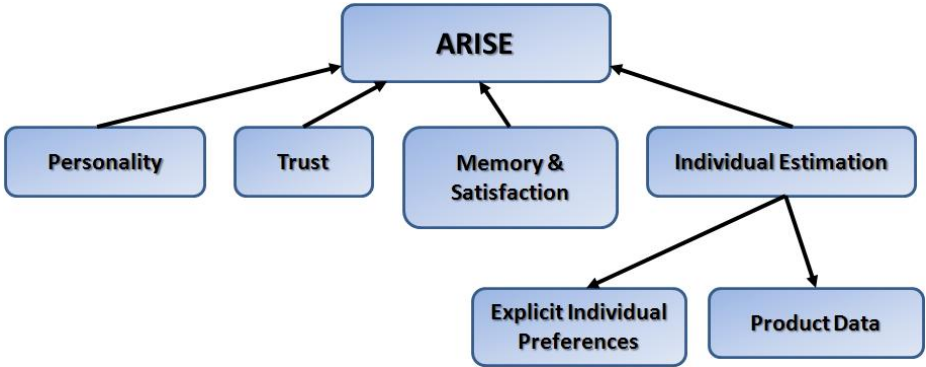 ARISE
Personality
Trust
Memory &
Satisfaction
Individual Estimation
Explicit Individual
Preferences
Product Data